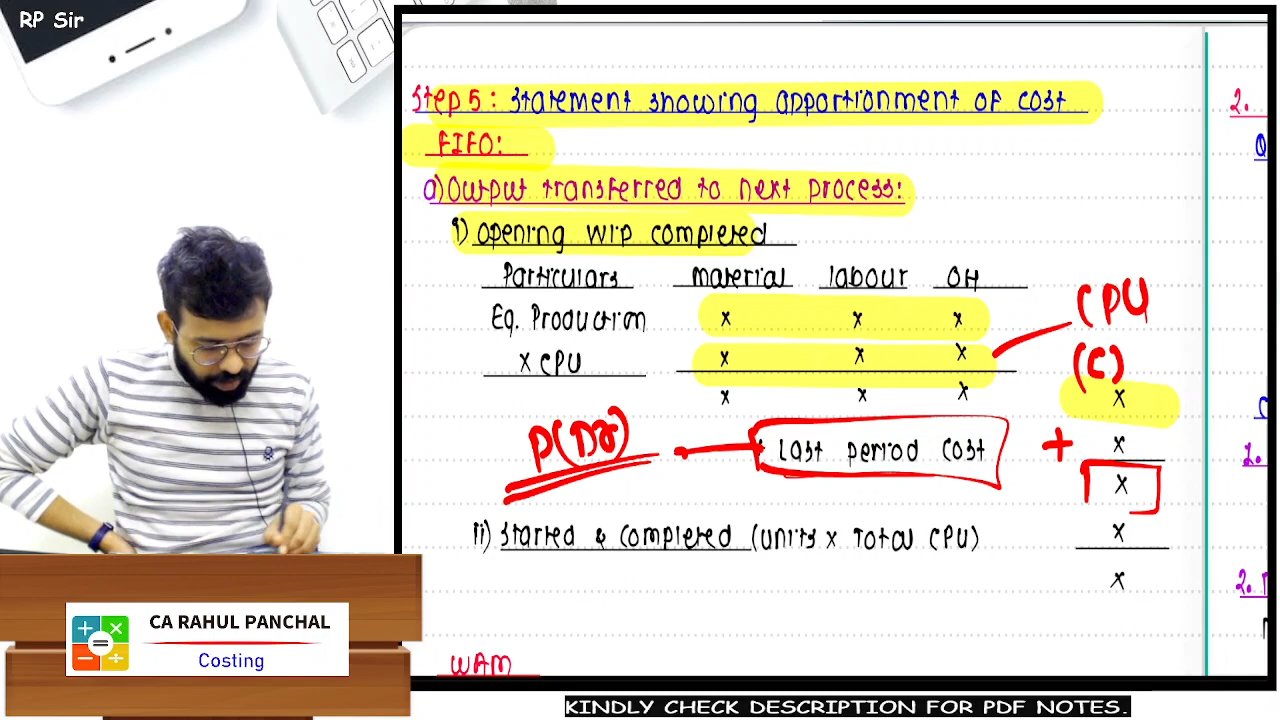 RP Sir
Step 5: Statement showing apportionment of cost
FIFO:
a) Output transferred to next process:
i) Opening WIP completed
Particulars Material Labour OH
Eq. Production x x x
x CPU x x x
CPU
(C)
x x x x
P(Dr) Last period cost + x
x
ii) Started & Completed (Units x Total CPU) x
x
WAM
2.
2.
CA RAHUL PANCHAL
Costing
KINDLY CHECK DESCRIPTION FOR PDF NOTES.